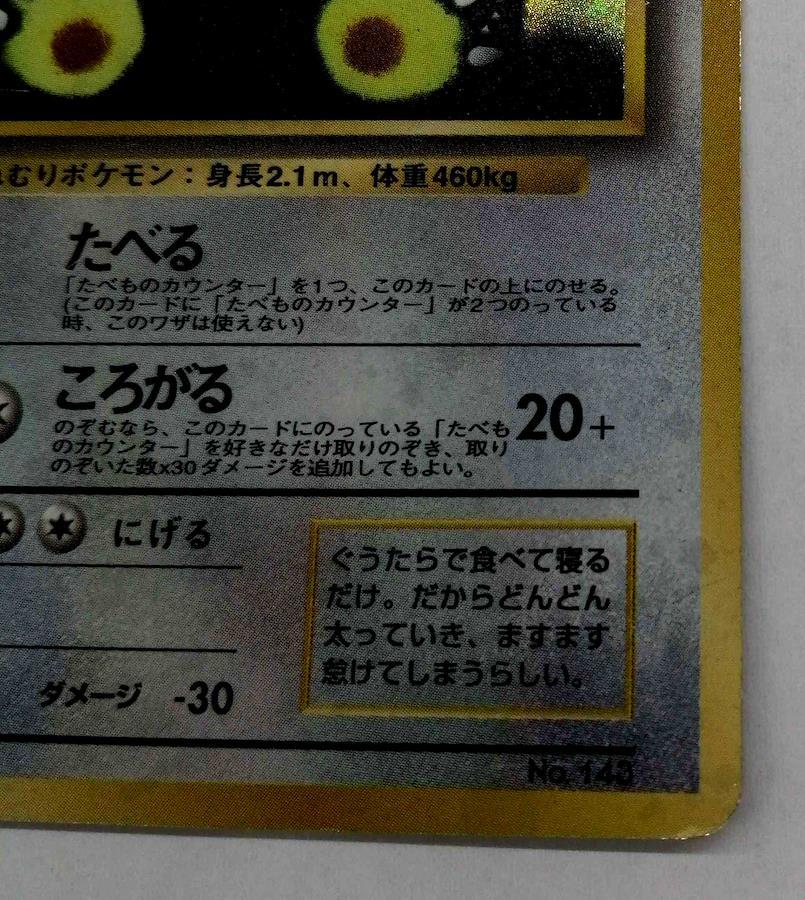 むりポケモン：身長2.1m、体重460kg
たべる
「たべものカウンター」を1つ、このカードの上にのせる。
(このカードに「たべものカウンター」が2つのっている
時、このワザは使えない)
ころがる
20+
のぞむなら、このカードにのっている「たべも
のカウンター」を好きなだけ取りのぞき、取り
のぞいた数x30ダメージを追加してもよい。
にげる
ぐうたらで食べて寝る
だけ。だからどんどん
太っていき、ますます
怠けてしまうらしい。
ダメージ -30
No.143